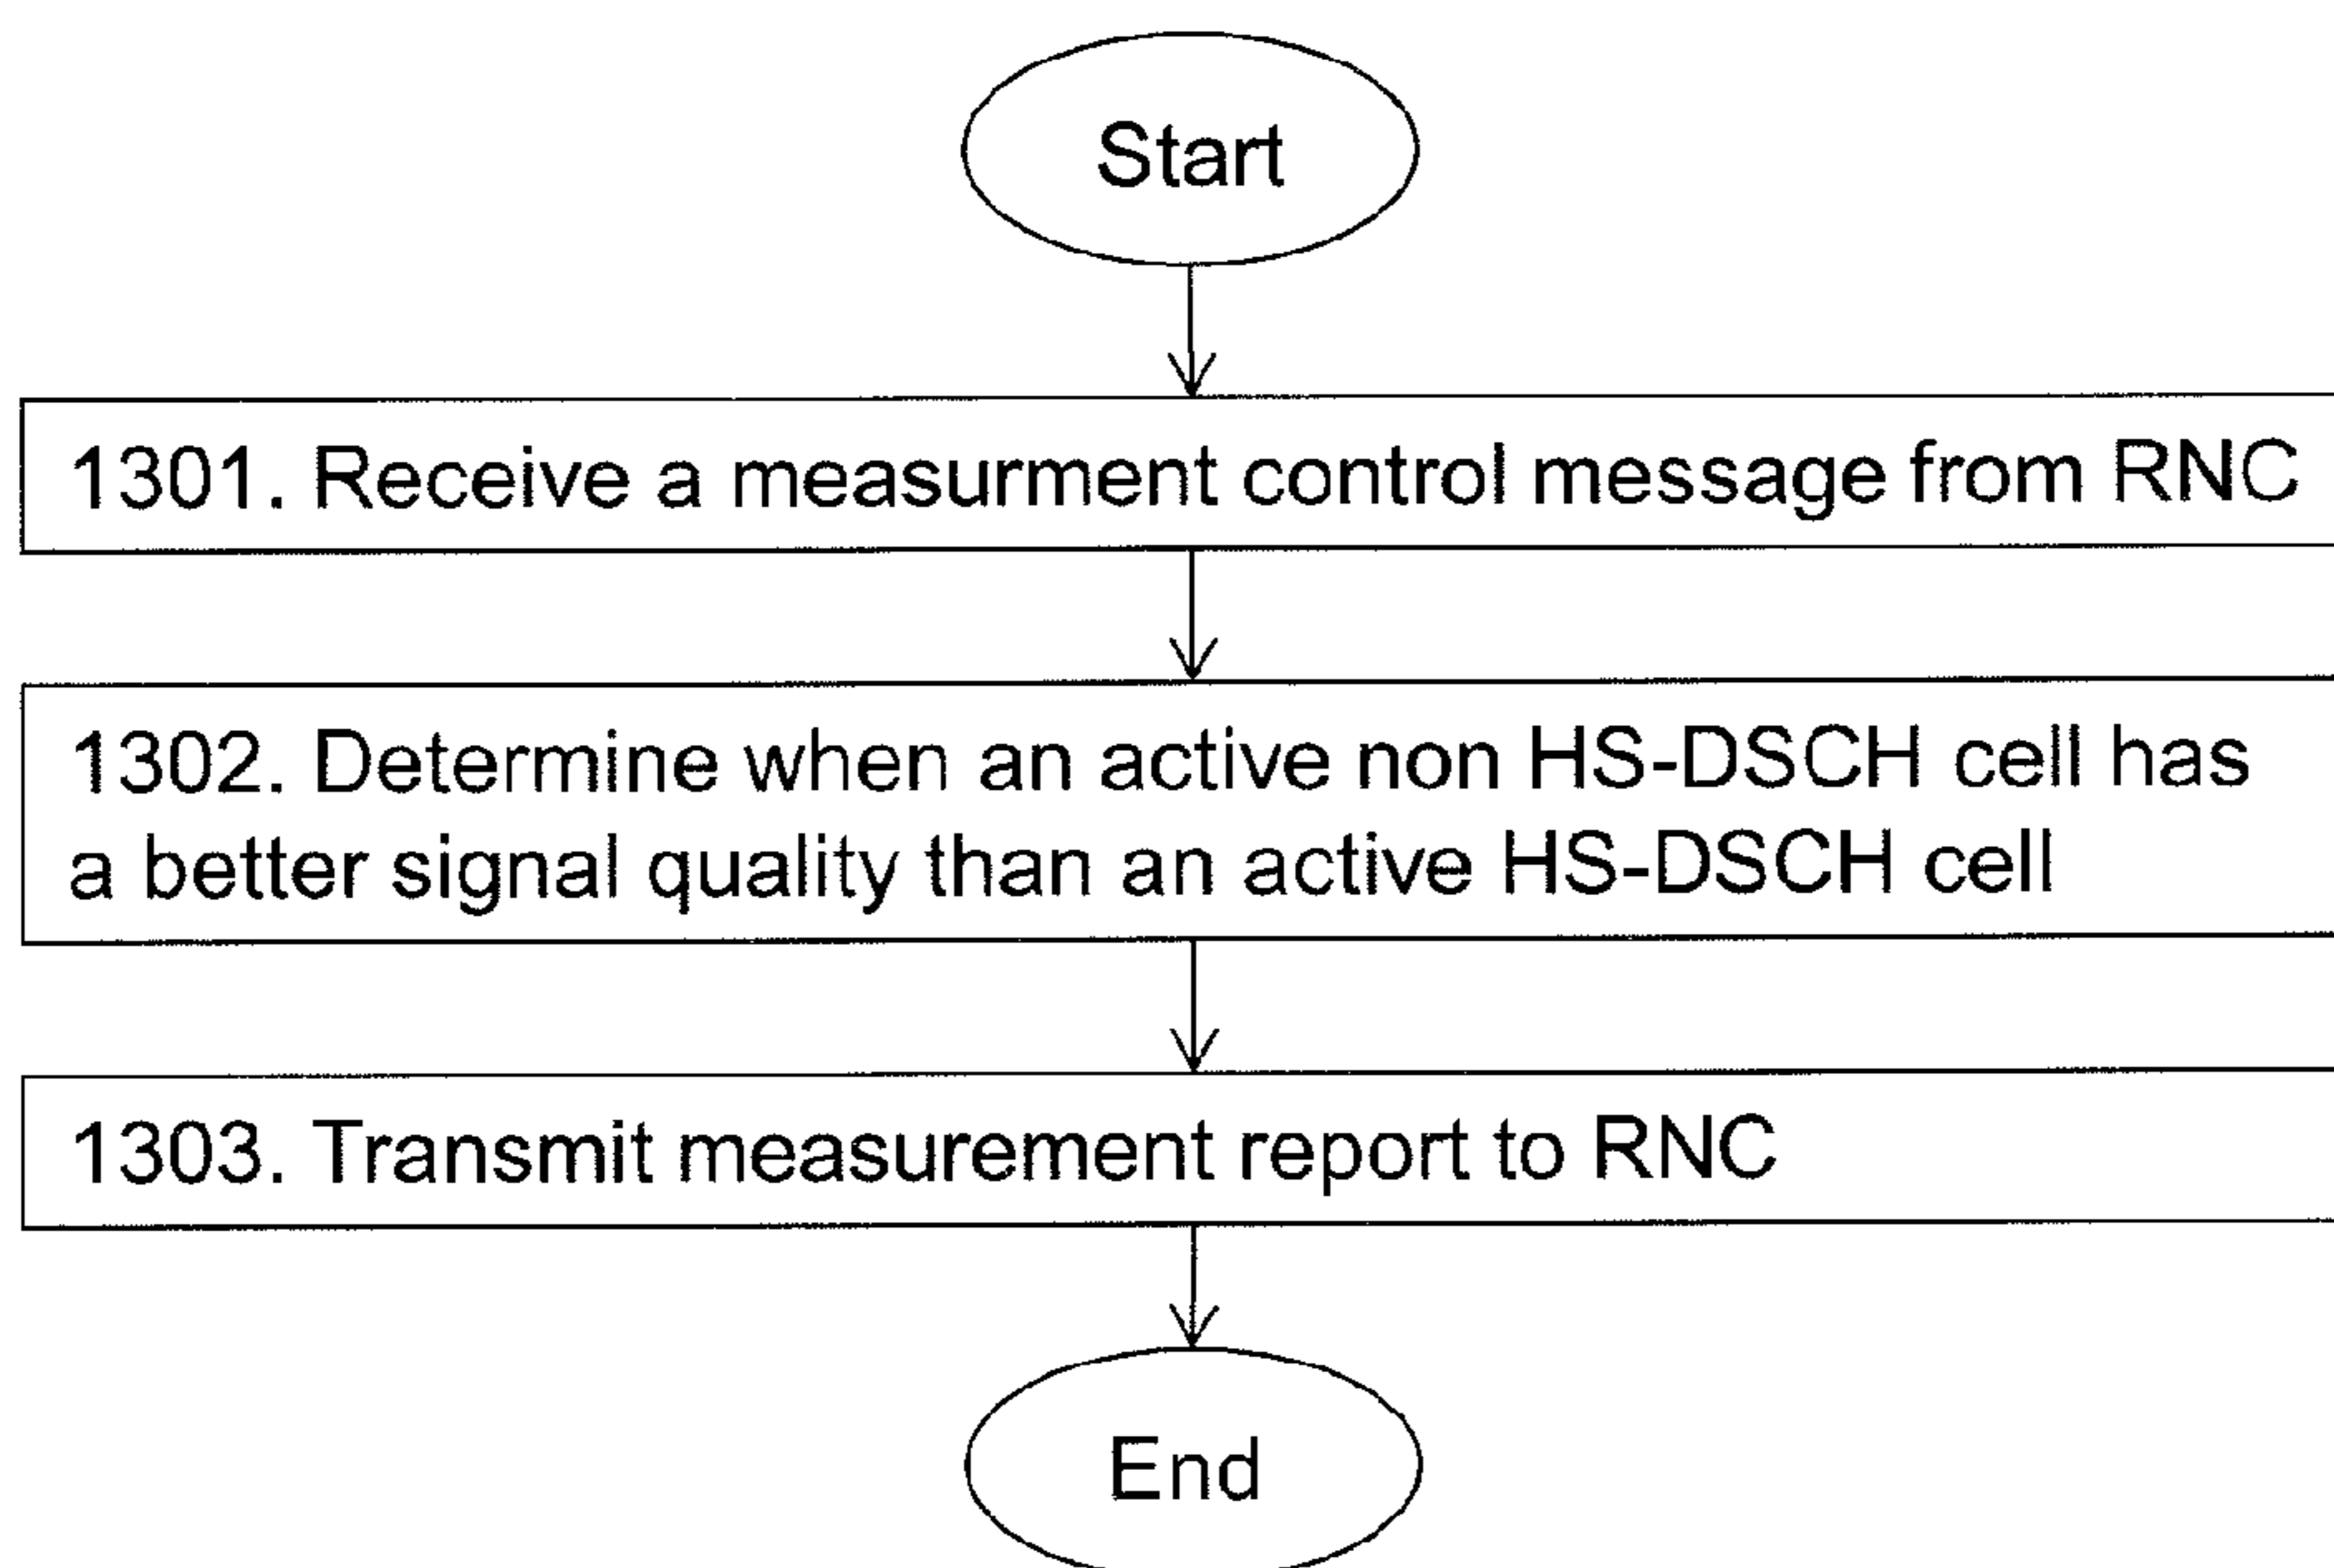 Start
1301. Receive a measurment control message from RNC
1302. Determine when an active non HS-DSCH cell has
a better signal quality than an active HS-DSCH cell
1303. Transmit measurement report to RNC
End